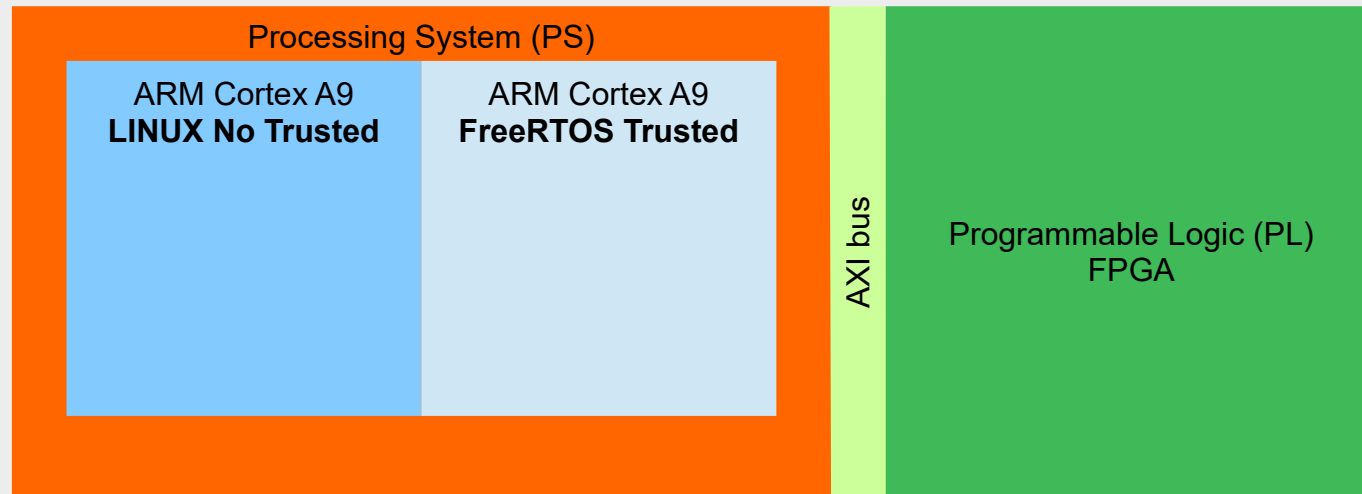 Processing System (PS)
ARM Cortex A9
LINUX No Trusted
ARM Cortex A9
FreeRTOS Trusted
AXI bus
Programmable Logic (PL)
FPGA